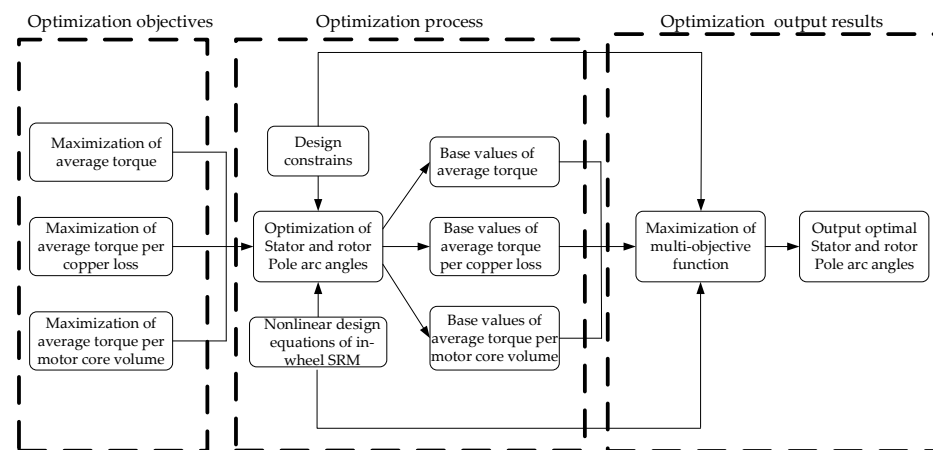 Optimization objectives
Optimization process
Optimization output results
Maximization of
average torque
Maximization of
average torque per
copper loss
Maximization of
average torque per
motor core volume
Design
constrains
Optimization of
Stator and rotor
Pole arc angles
Nonlinear design
equations of in-
wheel SRM
Base values of
average torque
Base values of
average torque
per copper loss
Base values of
average torque per
motor core volume
Maximization of
multi-objective
function
Output optimal
Stator and rotor
Pole arc angles